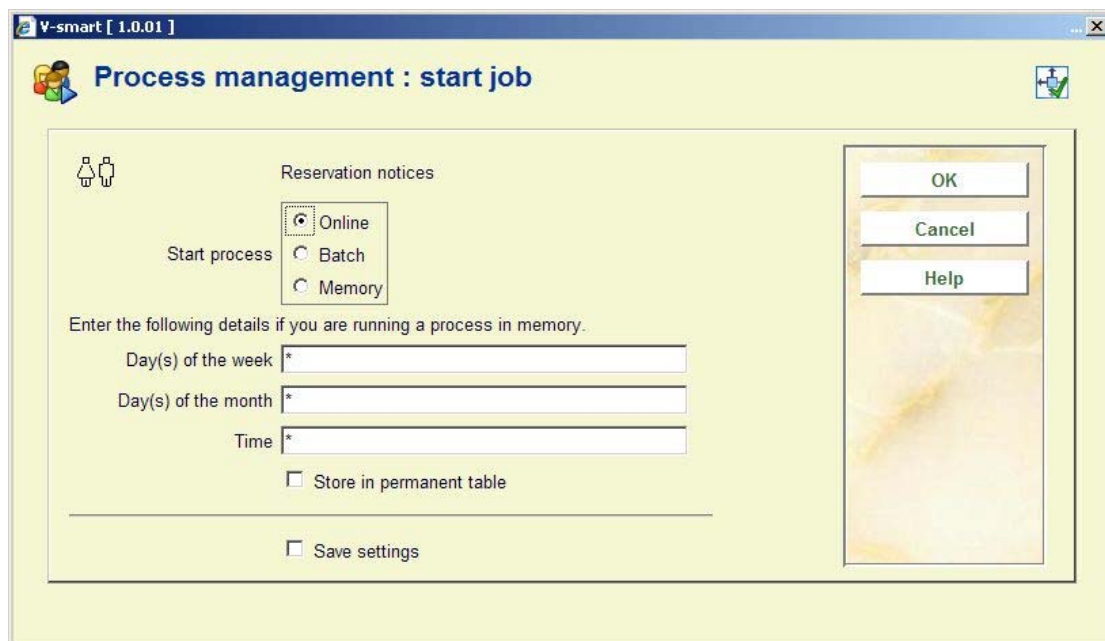 V-smart [ 1.0.01 ]
Process management : start job
Reservation notices
Start process
Online
Batch
Memory
Enter the following details if you are running a process in memory.
Day(s) of the week *
Day(s) of the month *
Time *
Store in permanent table
Save settings
OK
Cancel
Help